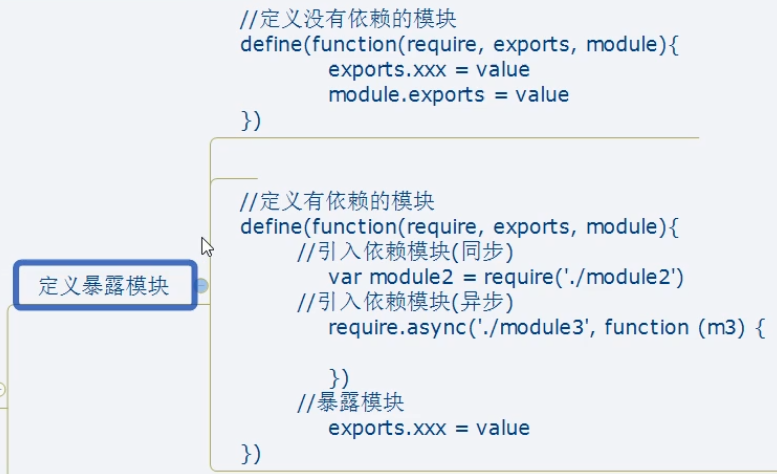 //定义没有依赖的模块
define(function(require, exports, module){
exports.xxx = value
module.exports = value
})
//定义有依赖的模块
define(function(require, exports, module){
//引入依赖模块(同步)
var module2 = require('./module2')
//引入依赖模块(异步)
require.async('./module3', function (m3) {
})
//暴露模块
exports.xxx = value
})
定义暴露模块